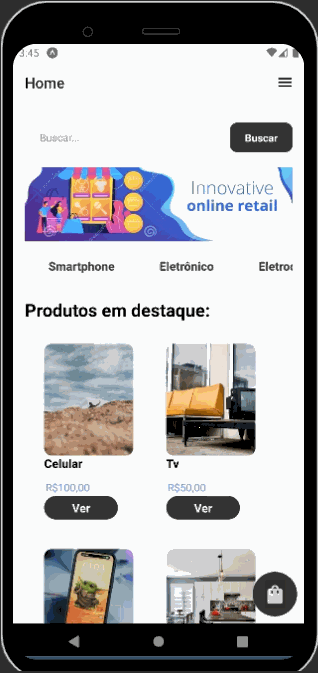 3:45
Home
Buscar...
Buscar
Innovative
online retail
Smartphone
Eletrônico
Eletroc
Produtos em destaque:
Celular
Tv
R$100,00
R$50,00
Ver
Ver